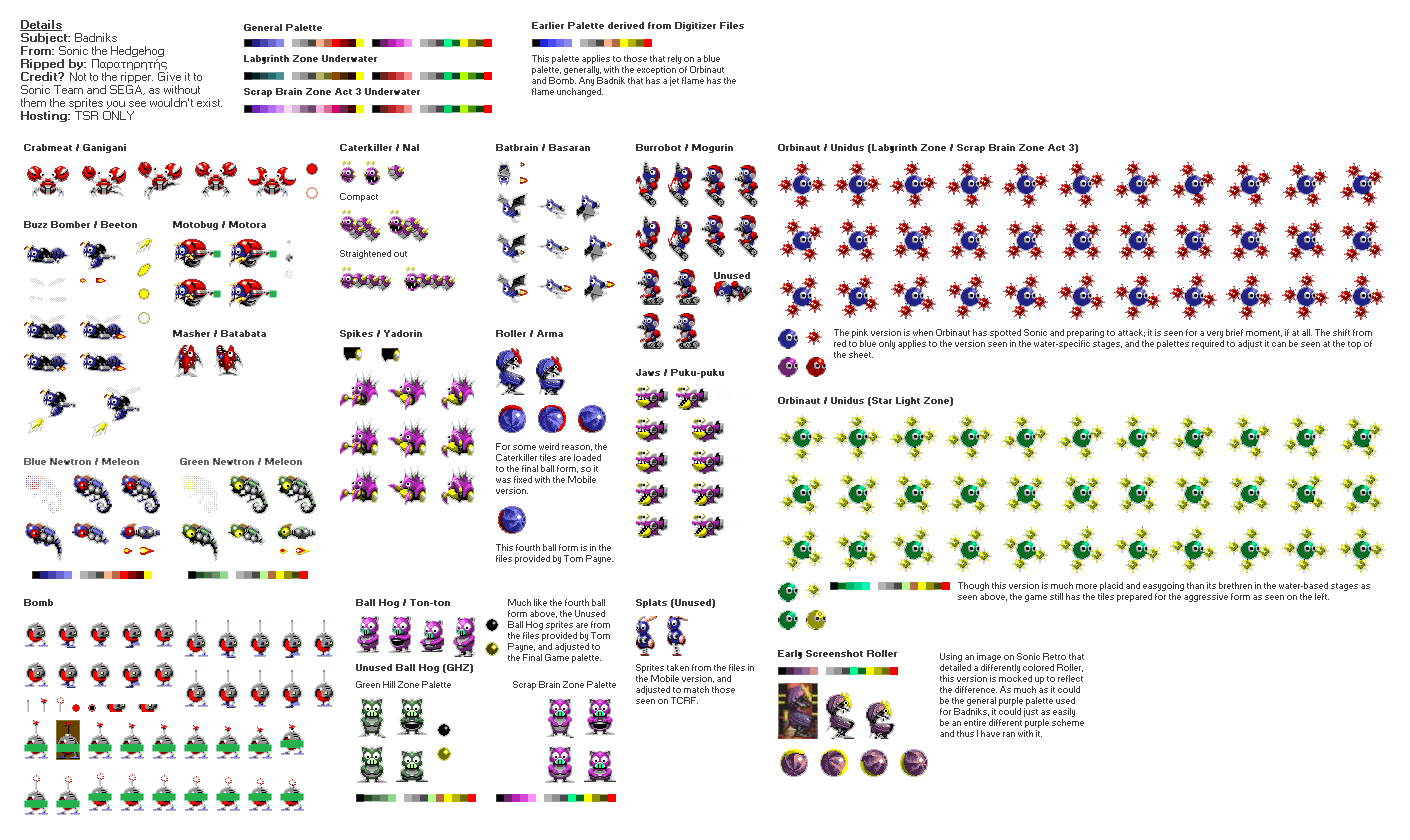 Details
Subject: Badniks
From: Sonic the Hedgehog
Ripped by: Παρατηρητής
Credit? Not to the ripper. Give it to
Sonic Team and SEGA, as without
them the sprites you see wouldn't exist.
Hosting: TSR ONLY
General Palette
Labyrinth Zone Underwater
Scrap Brain Zone Act 3 Underwater
Earlier Palette derived from Digitizer Files
This palette applies to those that rely on a blue
palette, generally, with the exception of Orbinaut
and Bomb. Any Badnik that has a jet flame has the
flame unchanged.
Crabmeat / Ganigani
Buzz Bomber / Beeton
Motobug / Motora
Masher / Batabata
Blue Newtron / Meleon
Green Newtron / Meleon
Caterkiller / Nal
Compact
Straightened out
Spikes / Yadorin
Batbrain / Basaran
Roller / Arma
For some weird reason, the
Caterkiller tiles are loaded
to the final ball form, so it
was fixed with the Mobile
version.
This fourth ball form is in the
files provided by Tom Payne.
Burrobot / Mogurin
Unused
Jaws / Puku-puku
Orbinaut / Unidus (Labyrinth Zone / Scrap Brain Zone Act 3)
The pink version is when Orbinaut has spotted Sonic and preparing to attack; it is seen for a very brief moment, if at all. The shift from
red to blue only applies to the version seen in the water-specific stages, and the palettes required to adjust it can be seen at the top of
the sheet.
Orbinaut / Unidus (Star Light Zone)
Though this version is much more placid and easygoing than its brethren in the water-based stages as
seen above, the game still has the tiles prepared for the aggressive form as seen on the left.
Bomb
Ball Hog / Ton-ton
Much like the fourth ball
form above, the Unused
Ball Hog sprites are from
the files provided by Tom
Payne, and adjusted to
the Final Game palette.
Unused Ball Hog (GHZ)
Green Hill Zone Palette
Scrap Brain Zone Palette
Splats (Unused)
Sprites taken from the files in
the Mobile version, and
adjusted to match those
seen on TCRF.
Early Screenshot Roller
Using an image on Sonic Retro that
detailed a differently colored Roller,
this version is mocked up to reflect
the difference. As much as it could
be the general purple palette used
for Badniks, it could just as easily
be an entire different purple scheme
and thus I have ran with it.